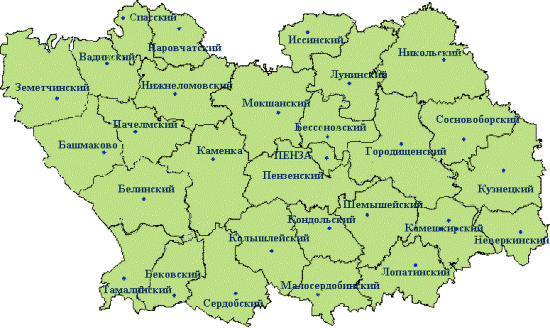 Спасский
Наровчатский
Иссинский
Никольский
Вадинский
Земетчинский
Нижнеломовский
Лунинский
Мокшанский
Пачелмский
Бессоновский
Сосновоборский
Башмаково
Каменка
ПЕНЗА
Городищенский
Пензенский
Белинский
Кузнецкий
Шемышейский
Кондольский
Камешкирский
Неверкинский
Колышлейский
Бековский
Лопатинский
Тамалинский
Сердобский
Малосердобинский